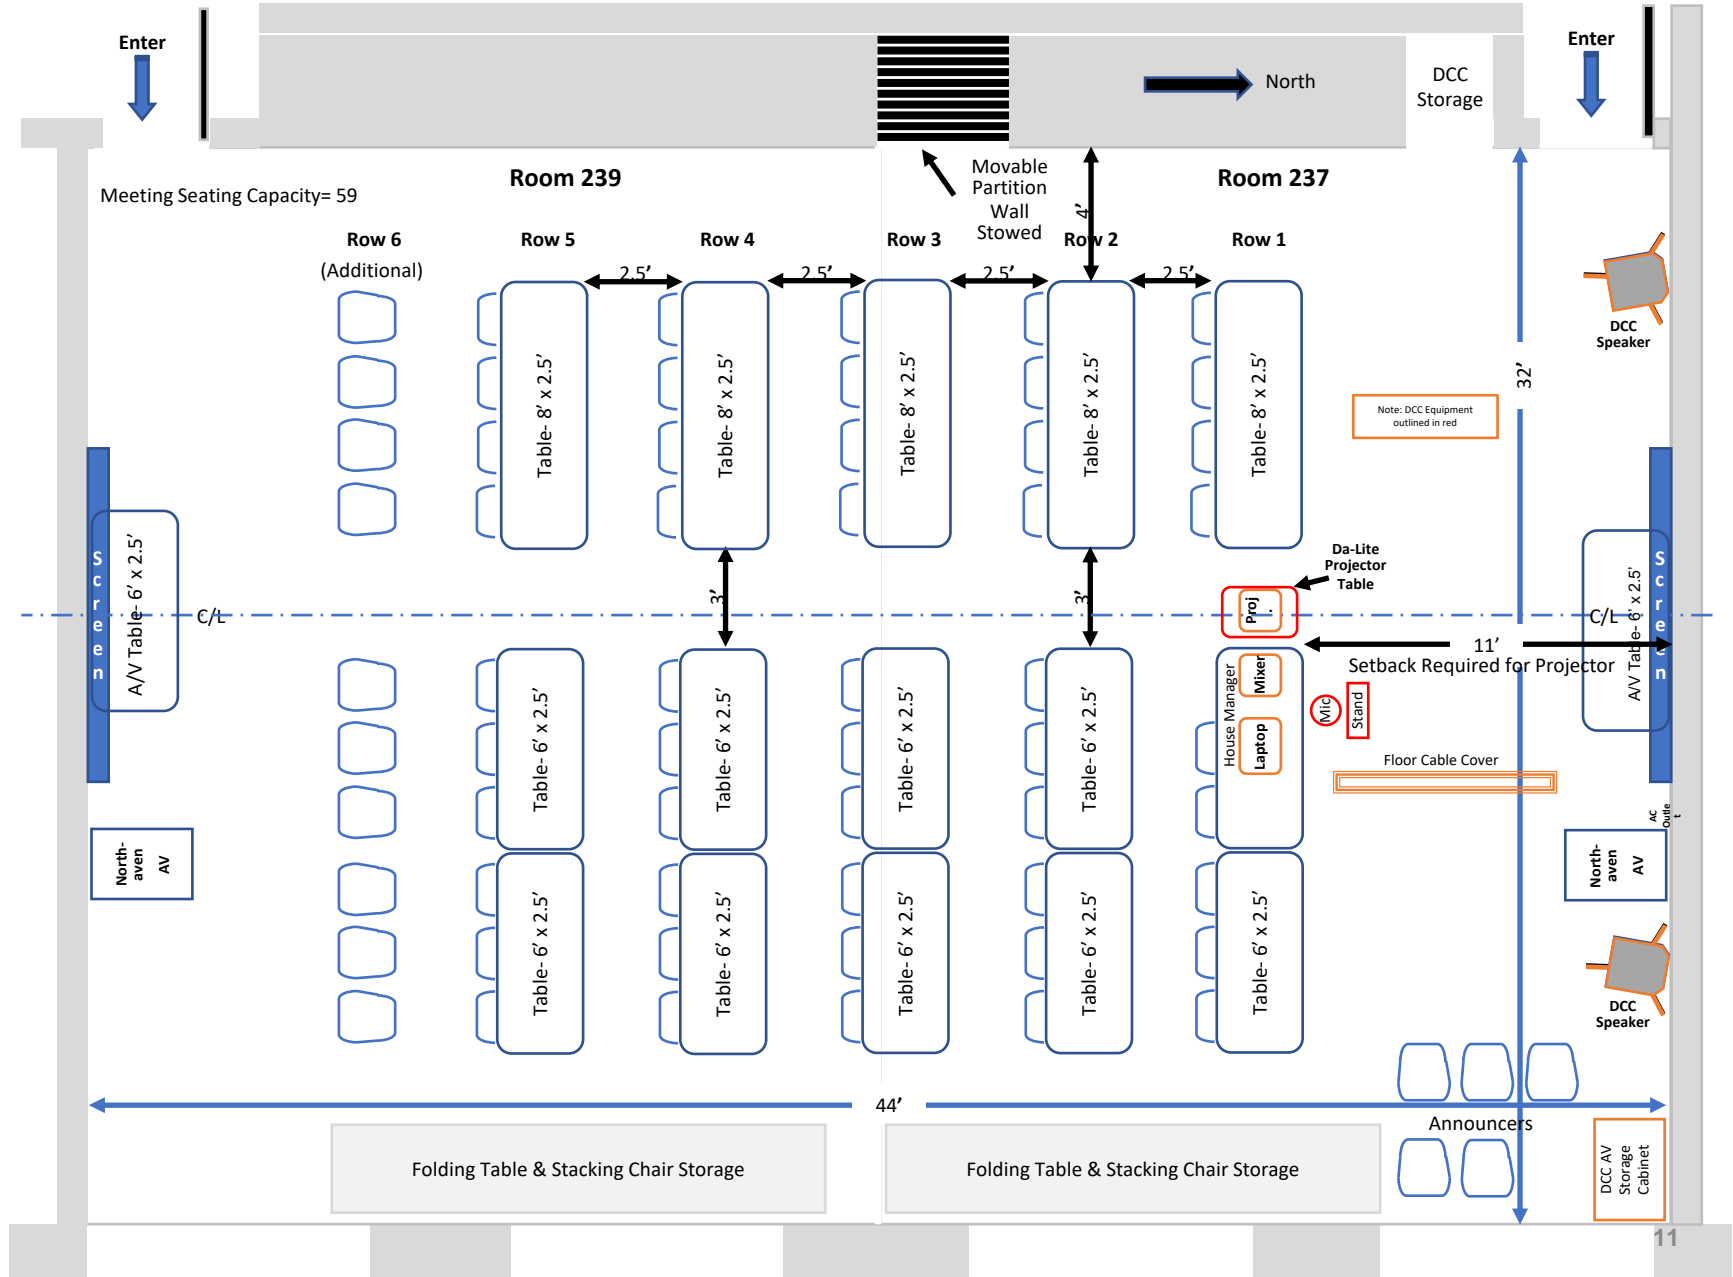 Enter
Enter
North
DCC
Storage
Meeting Seating Capacity= 59
Room 239
Movable
Partition
Wall
Stowed
Room 237
4’
Row 6
(Additional)
Row 5
Row 4
Row 3
Row 2
Row 1
2.5’
2.5’
2.5’
2.5’
DCC
Speaker
32’
Table- 8’ x 2.5’
Table- 8’ x 2.5’
Table- 8’ x 2.5’
Table- 8’ x 2.5’
Table- 8’ x 2.5’
Note: DCC Equipment
outlined in red
Screen
A/V Table- 6’ x 2.5’
C/L
3’
3’
Da-Lite
Projector
Table
Proj
.
C/L
A/V Table- 6’ x 2.5’
Screen
11’
Setback Required for Projector
House Manager
Mixer
Laptop
Mic
Stand
Table- 6’ x 2.5’
Table- 6’ x 2.5’
Table- 6’ x 2.5’
Table- 6’ x 2.5’
Floor Cable Cover
AC
Outle
t
North-
aven
AV
North-
aven
AV
Table- 6’ x 2.5’
Table- 6’ x 2.5’
Table- 6’ x 2.5’
Table- 6’ x 2.5’
Table- 6’ x 2.5’
DCC
Speaker
44’
Announcers
Folding Table & Stacking Chair Storage
Folding Table & Stacking Chair Storage
DCC AV
Storage
Cabinet
11